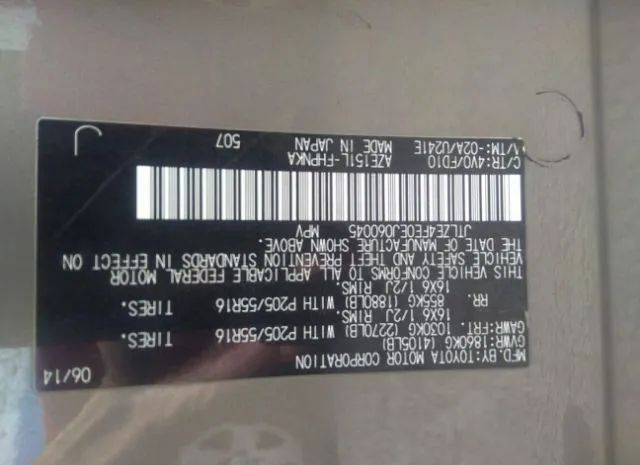 MFD. BY: TOYOTA MOTOR CORPORATION 06/14
GVWR: 1860KG (4105LB)
GAWR:FRT. 1030KG (2270LB) WITH P205/55R16 TIRES.
16X6 1/2J RIMS.
RR. 855KG (1880LB) WITH P205/55R16 TIRES.
16X6 1/2J RIMS.
THIS VEHICLE CONFORMS TO ALL APPLICABLE FEDERAL MOTOR
VEHICLE SAFETY AND THEFT PREVENTION STANDARDS IN EFFECT ON
THE DATE OF MANUFACTURE SHOWN ABOVE.
JTLZE4FE0EJ060045 MPV
C/TR:4V0/FD10 AZE151L-FHPNKA
A/TM:-02A/U241E MADE IN JAPAN 507